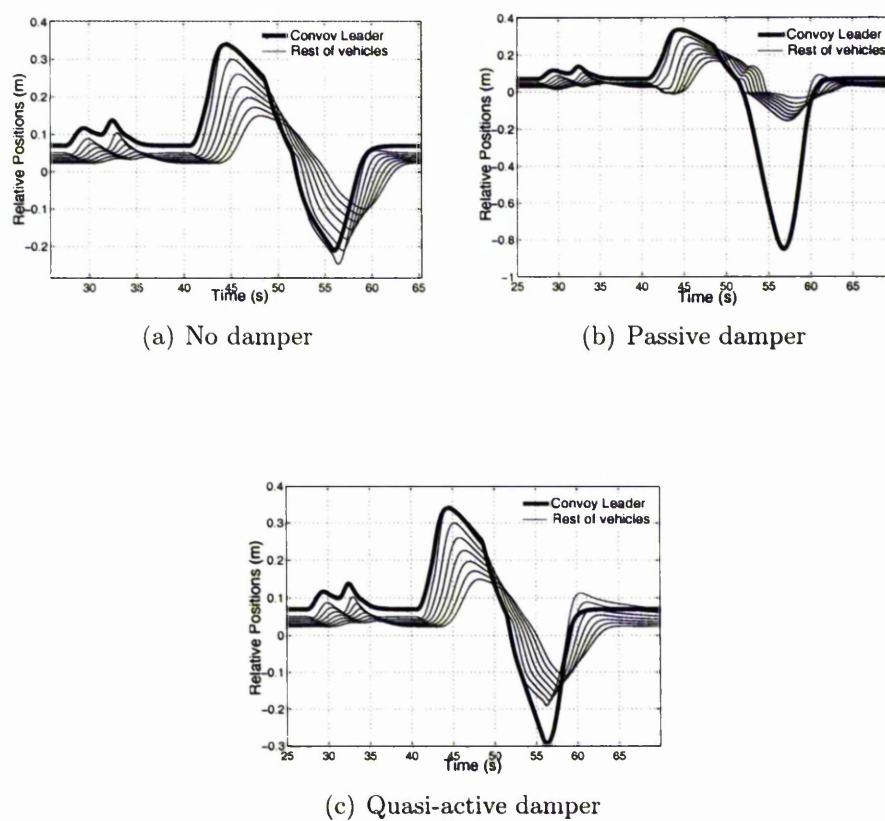 0.4
0.3
0.2
0.1
0
−0.1
−0.2
Relative Positions (m)
Convoy Leader
Rest of vehicles
30 35 40 45 50 55 60 65
Time (s)
(a) No damper
0.4
0.2
0
−0.2
−0.4
−0.6
−0.8
−1
Relative Positions (m)
Convoy Leader
Rest of vehicles
25 30 35 40 45 50 55 60 65
Time (s)
(b) Passive damper
0.4
0.3
0.2
0.1
0
−0.1
−0.2
−0.3
Relative Positions (m)
Convoy Leader
Rest of vehicles
25 30 35 40 45 50 55 60 65
Time (s)
(c) Quasi-active damper